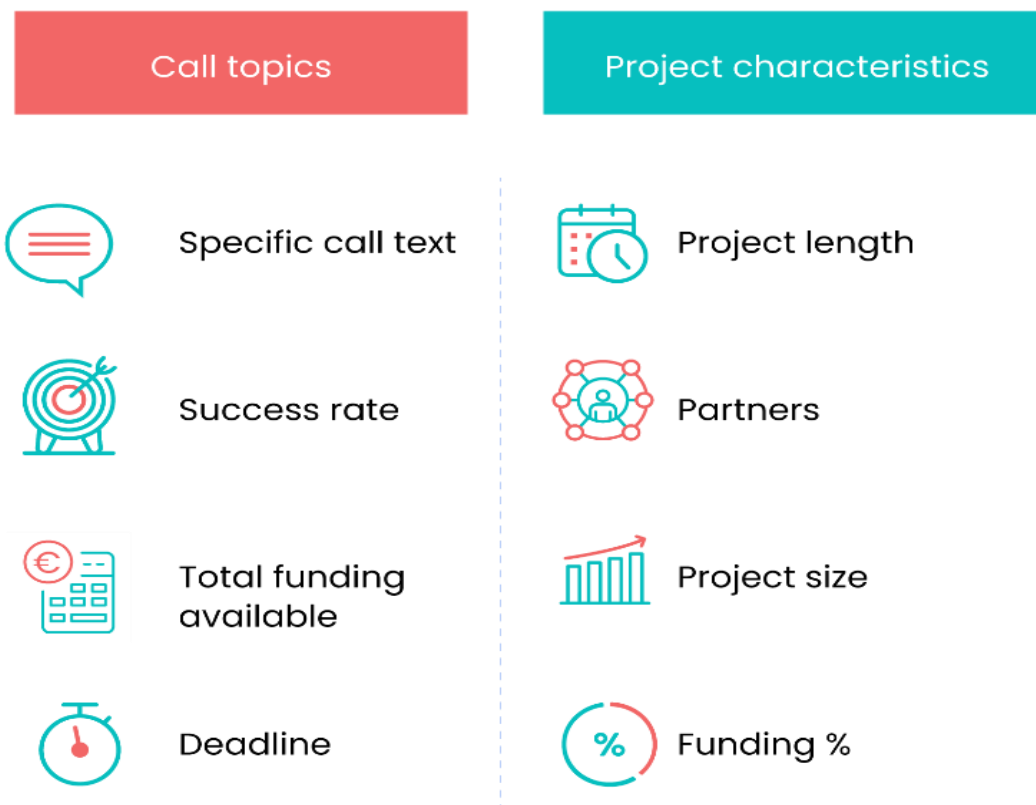 Call topics
Specific call text
Success rate
Total funding
available
Deadline
Project characteristics
Project length
Partners
Project size
Funding %
€
%